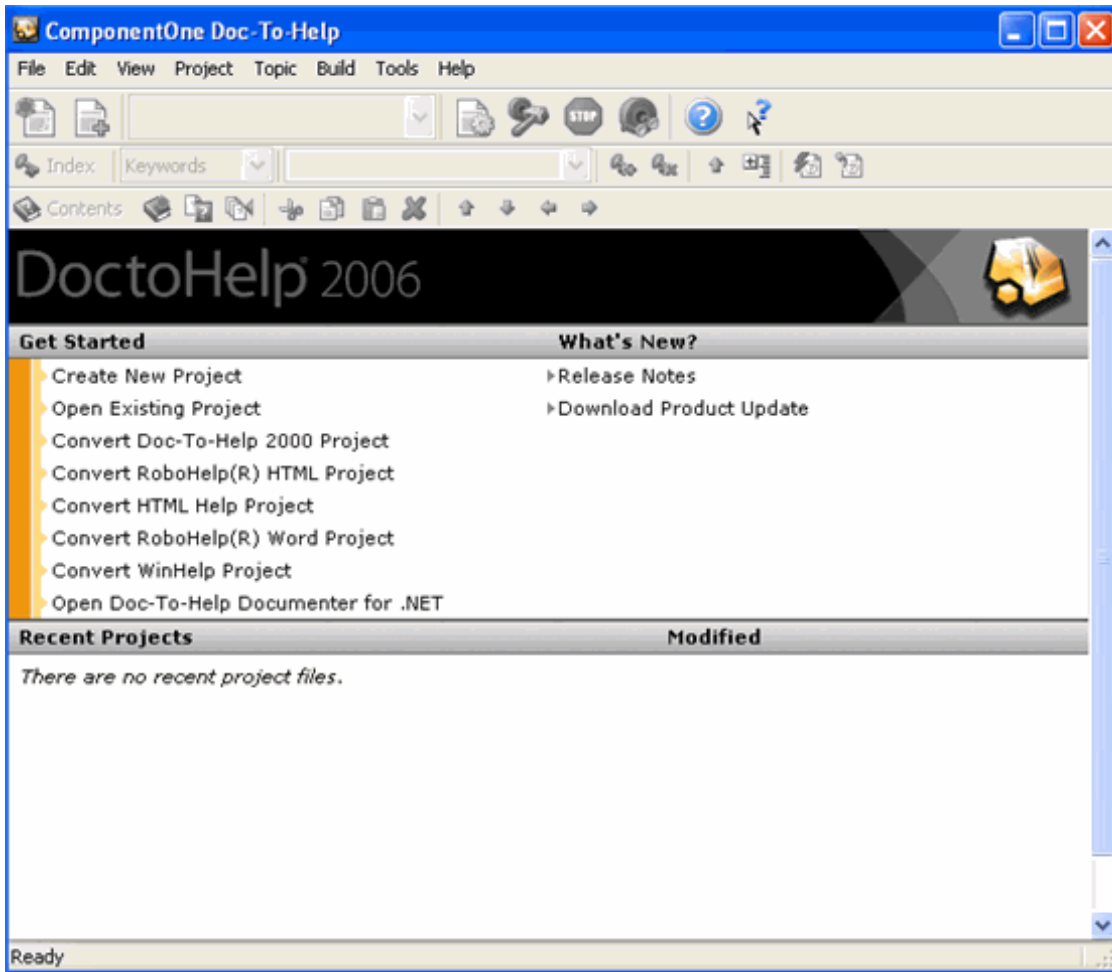 ComponentOne Doc-To-Help
File Edit View Project Topic Build Tools Help
STOP
Index Keywords
Contents
DoctoHelp 2006
Get Started What's New?
Create New Project Release Notes
Open Existing Project Download Product Update
Convert Doc-To-Help 2000 Project
Convert RoboHelp(R) HTML Project
Convert HTML Help Project
Convert RoboHelp(R) Word Project
Convert WinHelp Project
Open Doc-To-Help Documenter for .NET
Recent Projects Modified
There are no recent project files.
Ready